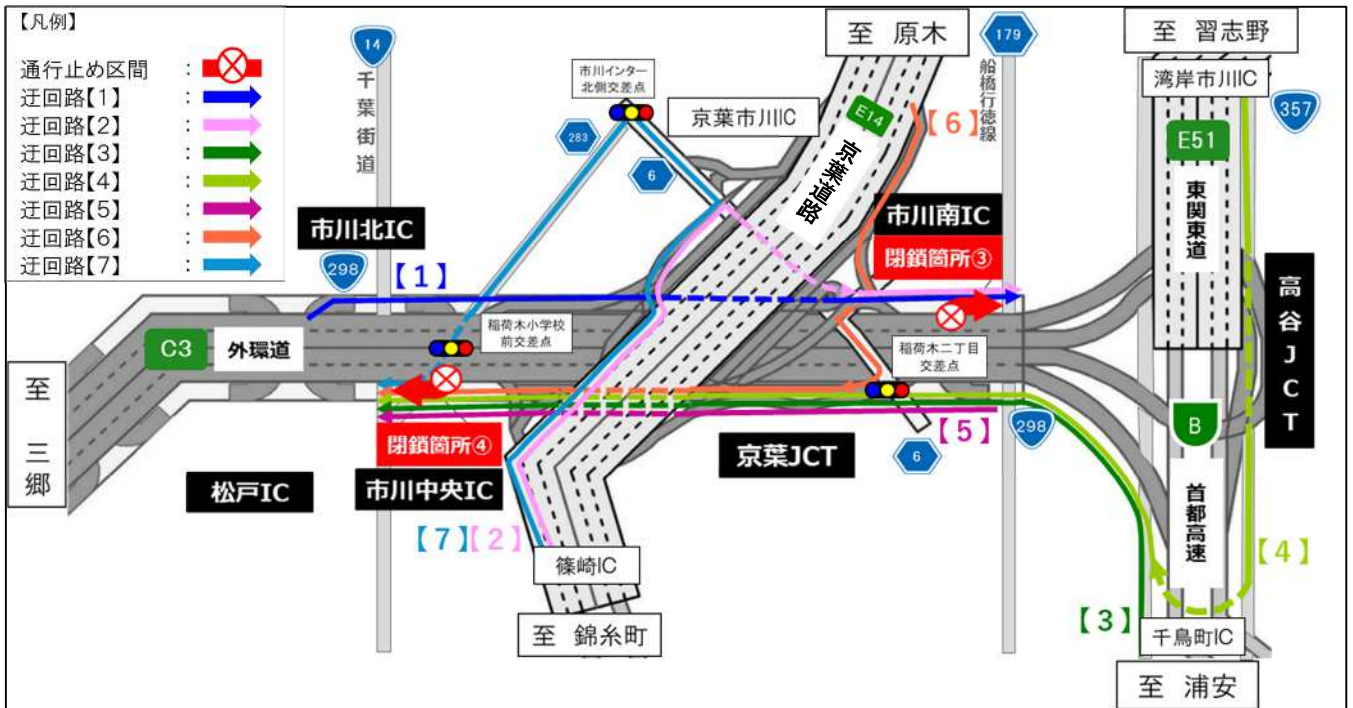 【凡例】
通行止め区間 :
迂回路【1】 :
迂回路【2】 :
迂回路【3】 :
迂回路【4】 :
迂回路【5】 :
迂回路【6】 :
迂回路【7】 :
14
千葉街道
市川インター
北側交差点
283
6
京葉市川IC
至 原木
E14
京葉道路
【6】
179
船橋行徳線
至 習志野
湾岸市川IC
357
E51
東関東道
市川北IC
298
【1】
市川南IC
閉鎖箇所③
高谷JCT
C3
外環道
稲荷木小学校
前交差点
稲荷木二丁目
交差点
至 三郷
閉鎖箇所④
市川中央IC
松戸IC
京葉JCT
【5】
6
298
B
首都高速
【7】【2】
篠崎IC
至 錦糸町
【4】
【3】
千鳥町IC
至 浦安